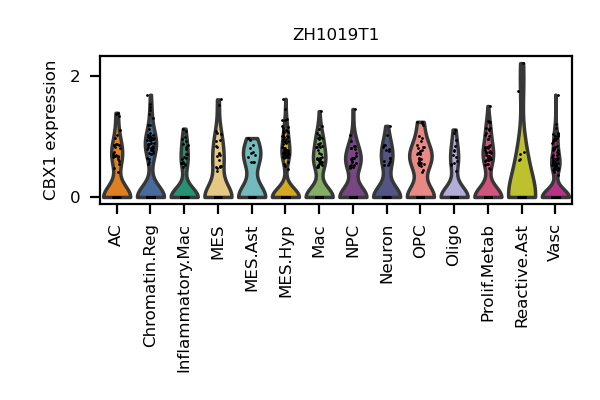 ZH1019T1
CBX1 expression
2
0
AC
Chromatin.Reg
Inflammatory.Mac
MES
MES.Ast
MES.Hyp
Mac
NPC
Neuron
OPC
Oligo
Prolif.Metab
Reactive.Ast
Vasc